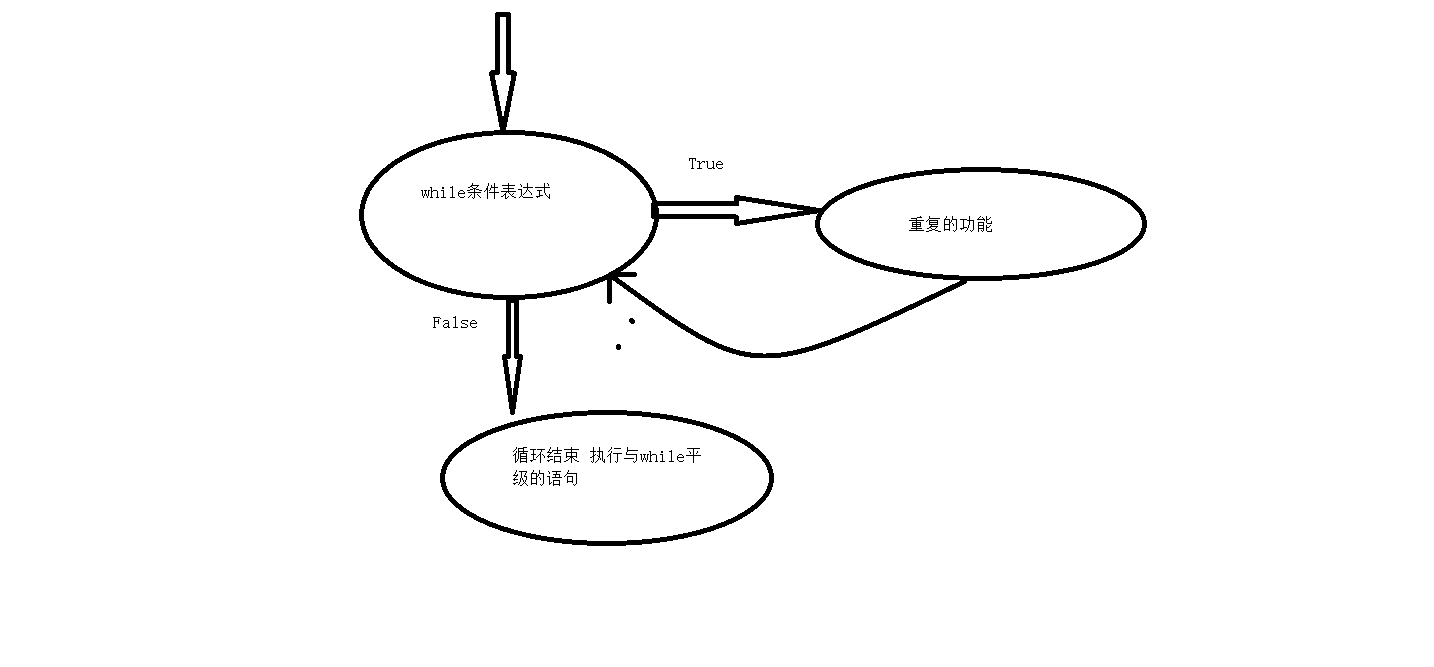 True
while条件表达式
重复的功能
False
循环结束 执行与while平
级的语句